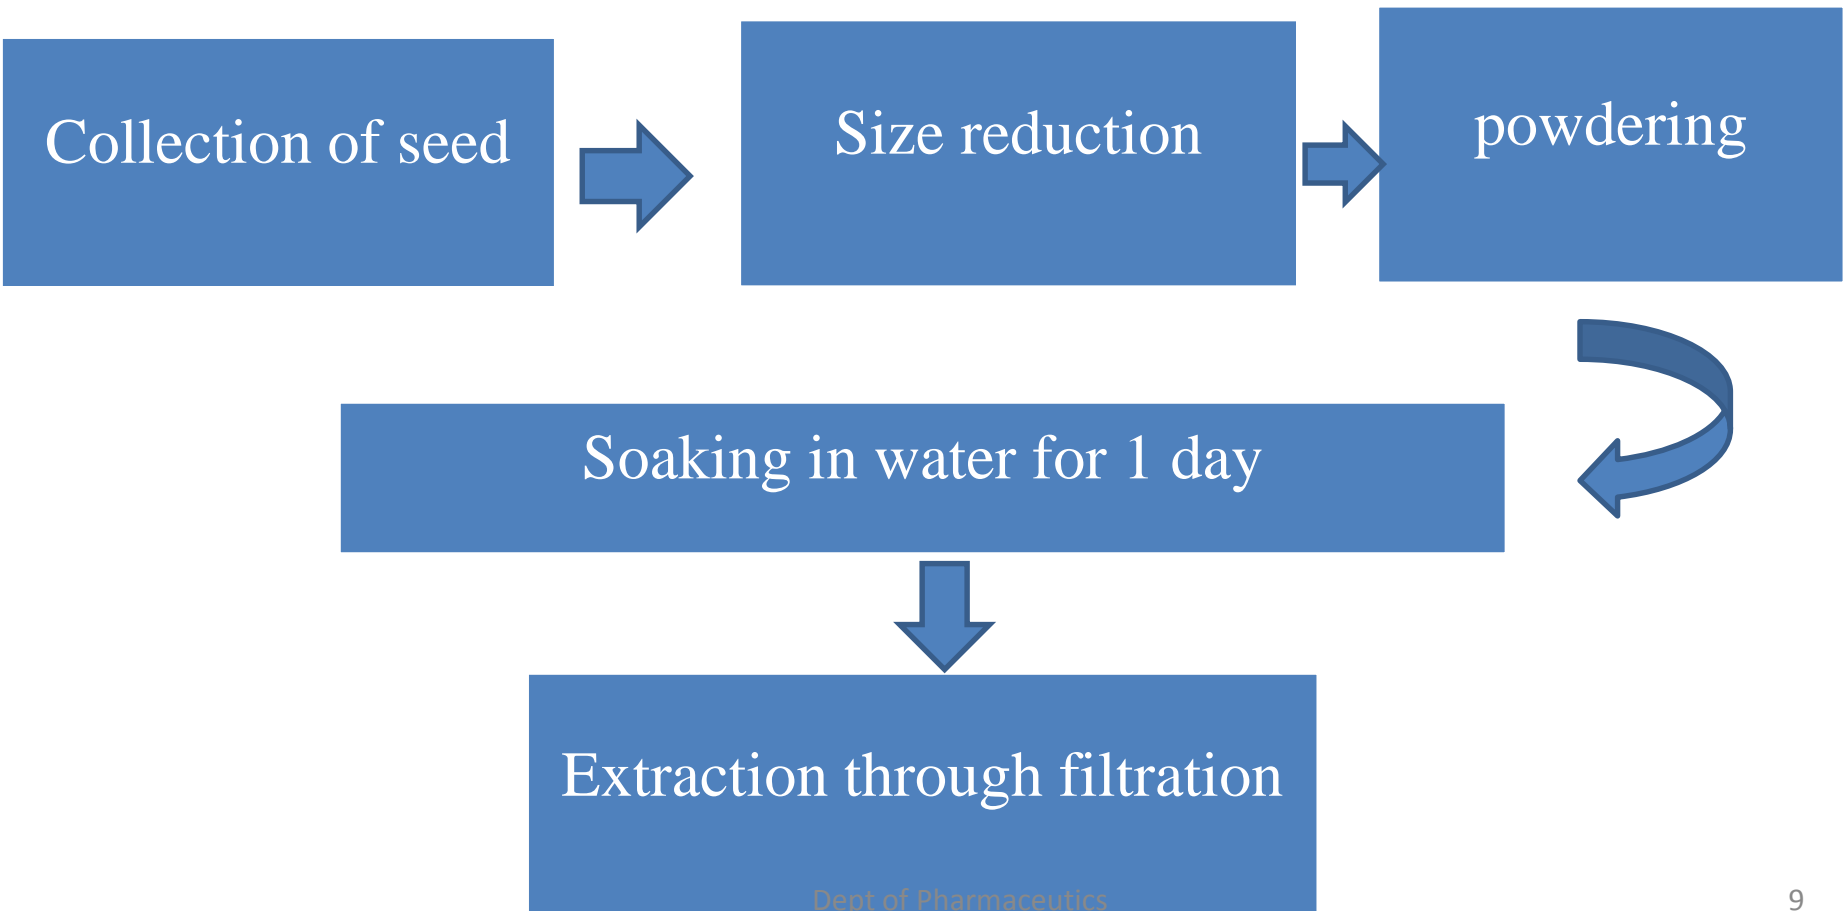 Collection of seed
Size reduction
powdering
Soaking in water for 1 day
Extraction through filtration
Dept of Pharmaceutics
9